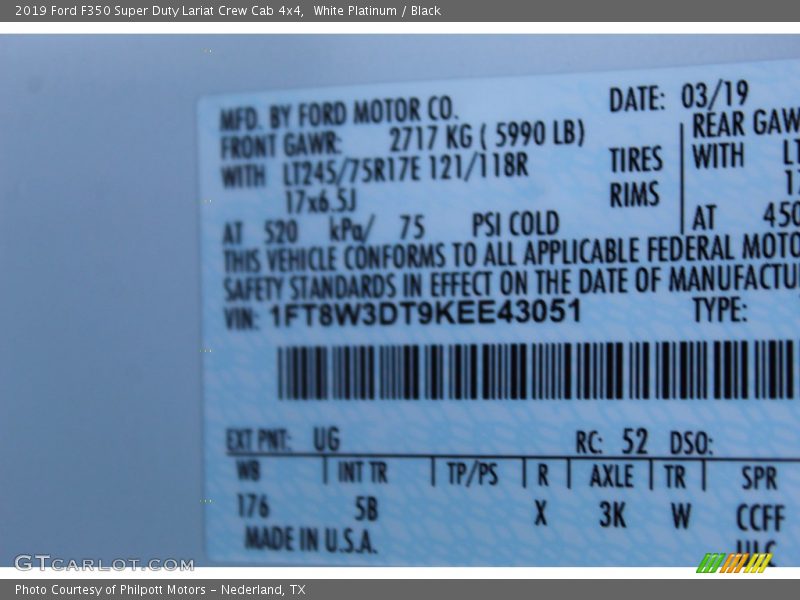 2019 Ford F350 Super Duty Lariat Crew Cab 4x4,  White Platinum / Black
MFD. BY FORD MOTOR CO. DATE: 03/19
FRONT GAWR: 2717 KG ( 5990 LB) REAR GAW
WITH LT245/75R17E 121/118R TIRES WITH LT
17x6.5J RIMS 17
AT 520 kPa/ 75 PSI COLD AT 450
THIS VEHICLE CONFORMS TO ALL APPLICABLE FEDERAL MOTO
SAFETY STANDARDS IN EFFECT ON THE DATE OF MANUFACTU
VIN: 1FT8W3DT9KEE43051 TYPE:
EXT PNT: UG RC: 52 DSO:
WB INT TR TP/PS R AXLE TR SPR
176 5B X 3K W CCFF
MADE IN U.S.A.
GTCarLot.com
Photo Courtesy of Philpott Motors - Nederland, TX